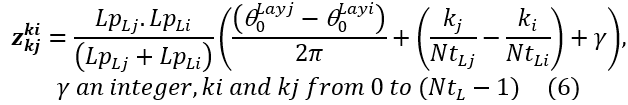 z_{kj}^{ki} = \frac{Lp_{Lj}.Lp_{Li}}{(Lp_{Lj} + Lp_{Li})} \left( \frac{(\theta_0^{Layj} - \theta_0^{Layi})}{2\pi} + \left( \frac{k_j}{Nt_{Lj}} - \frac{k_i}{Nt_{Li}} \right) + \gamma \right),
γ an integer, ki and kj from 0 to (Nt_L − 1) (6)